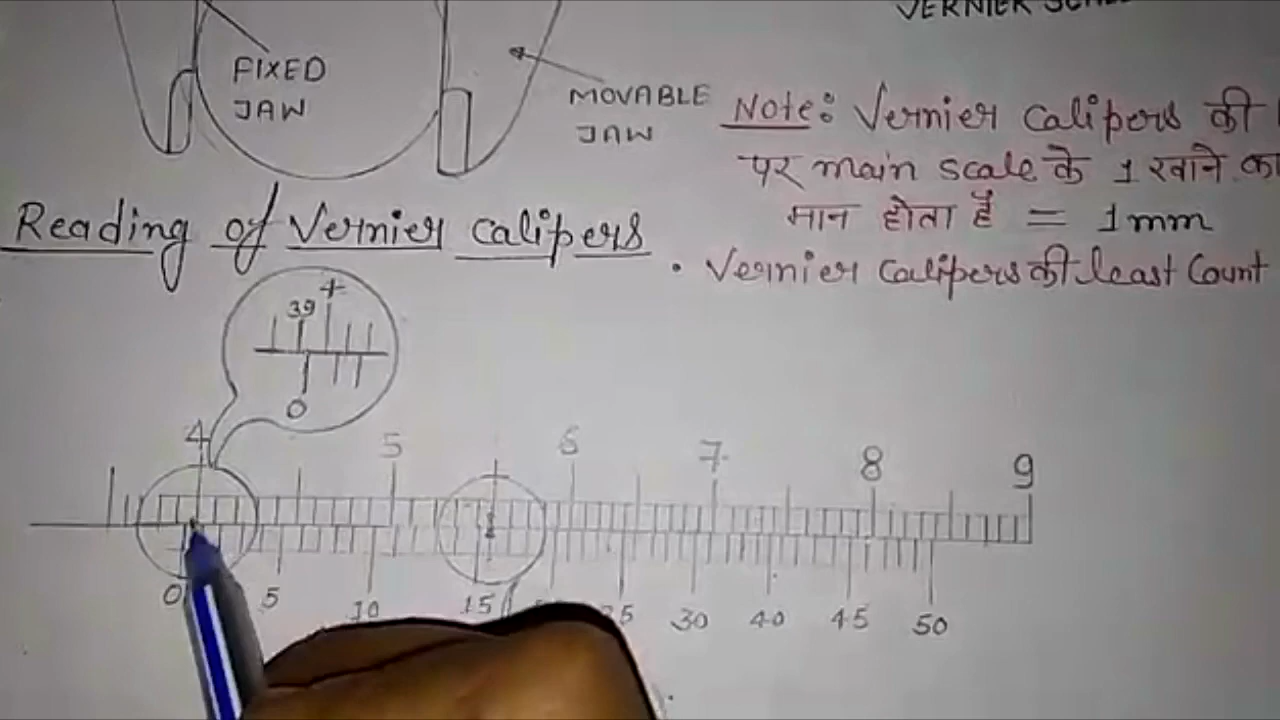 VERNIER
FIXED
JAW
MOVABLE
JAW
Note: Vernier Calipers की
पर main scale के 1 खाने का
मान होता है = 1mm
Reading of Vernier Calipers
• Vernier Calipers की least Count
39 4
0
4 5 6 7 8 9
0 5 10 15 25 30 40 45 50